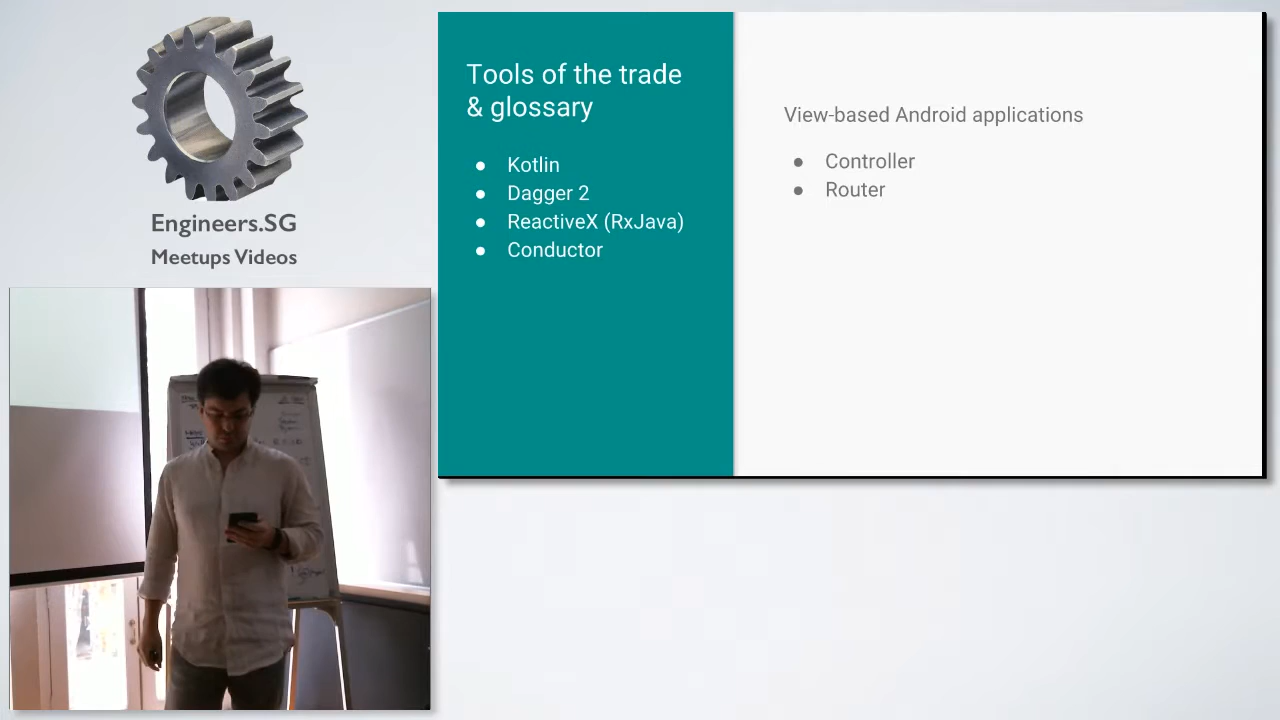 Engineers.SG
Meetups Videos
Tools of the trade
& glossary
● Kotlin
● Dagger 2
● ReactiveX (RxJava)
● Conductor
View-based Android applications
● Controller
● Router